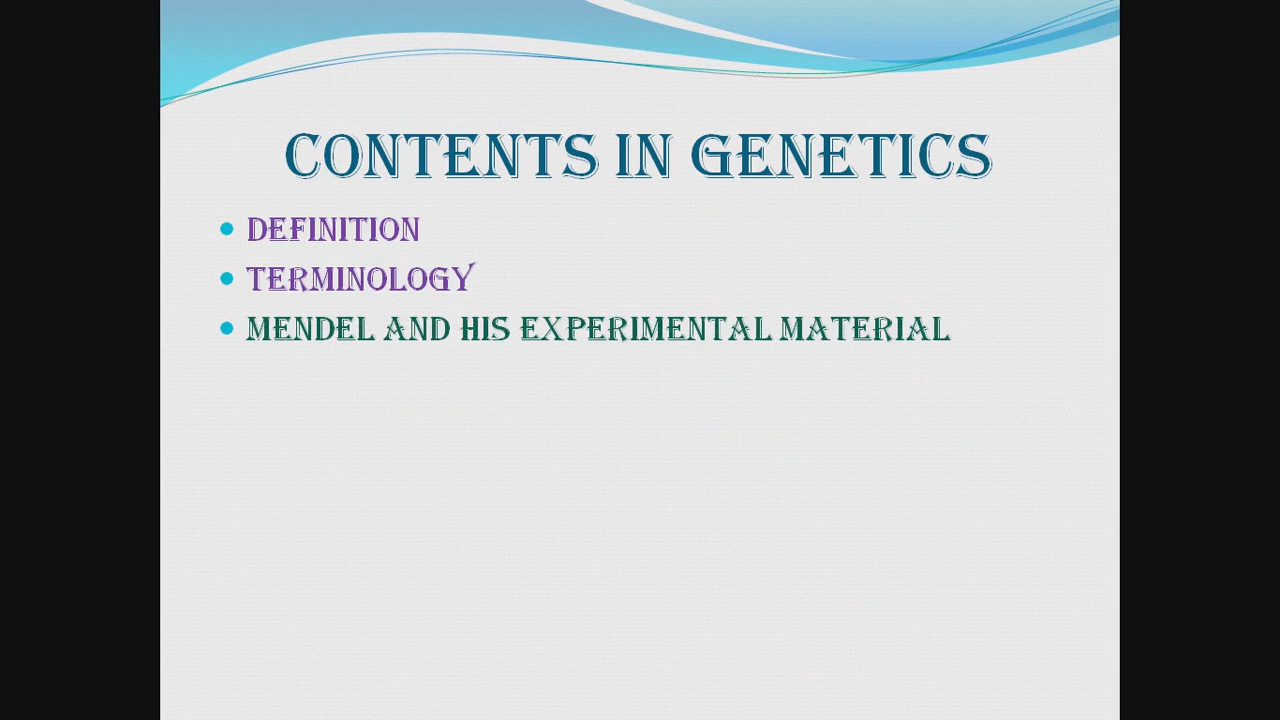 CONTENTS IN GENETICS
• DEFINITION
• TERMINOLOGY
• MENDEL AND HIS EXPERIMENTAL MATERIAL